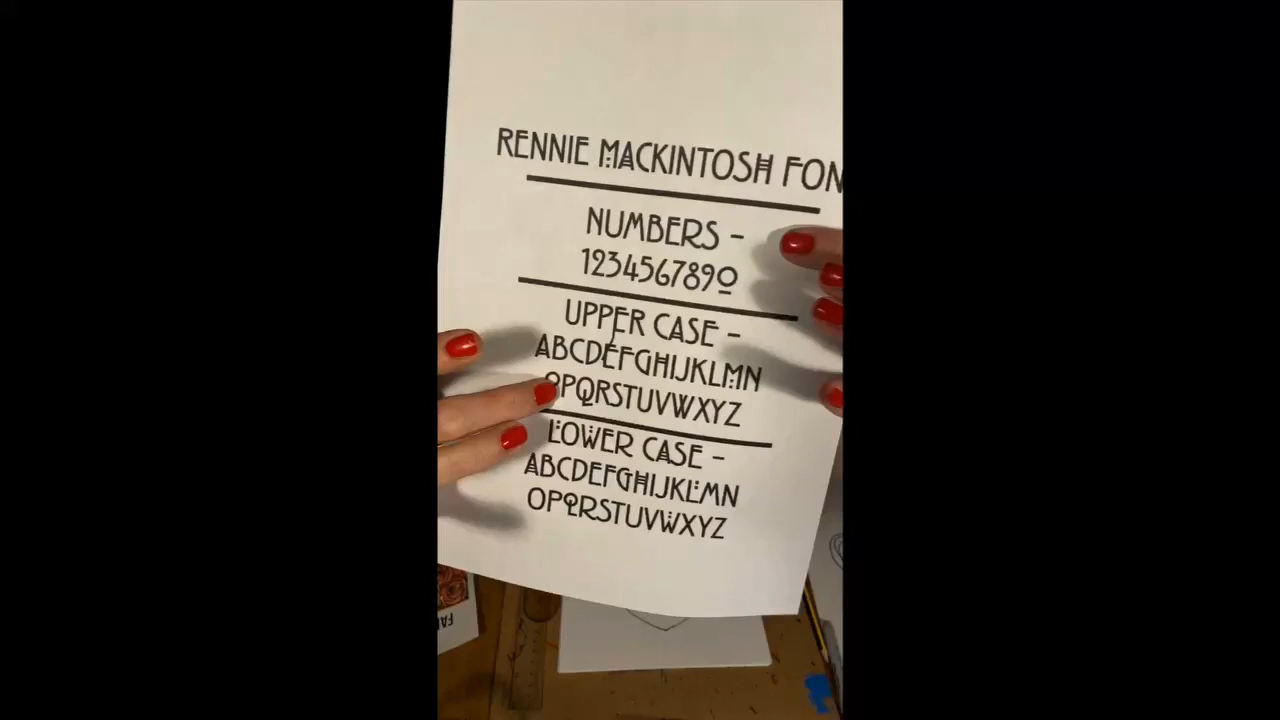 RENNIE MACKINTOSH FON
NUMBERS -
1234567890
UPPER CASE -
ABCDEFGHIJKLMN
OPQRSTUVWXYZ
LOWER CASE -
ABCDEFGHIJKLMN
OPQRSTUVWXYZ